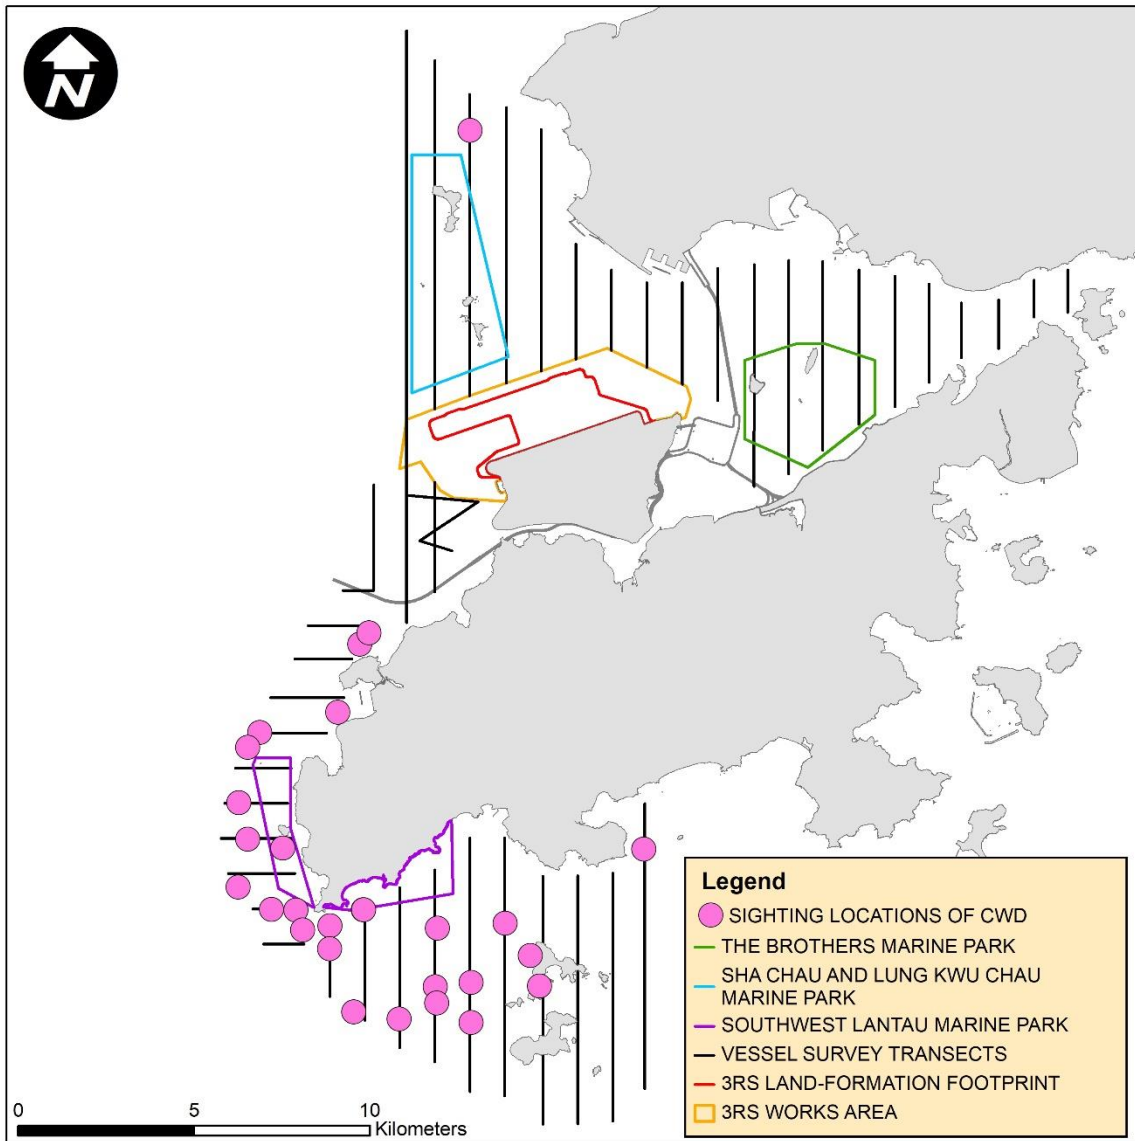 N
Legend
SIGHTING LOCATIONS OF CWD
THE BROTHERS MARINE PARK
SHA CHAU AND LUNG KWU CHAU
MARINE PARK
SOUTHWEST LANTAU MARINE PARK
VESSEL SURVEY TRANSECTS
3RS LAND-FORMATION FOOTPRINT
3RS WORKS AREA
0 5 10
Kilometers